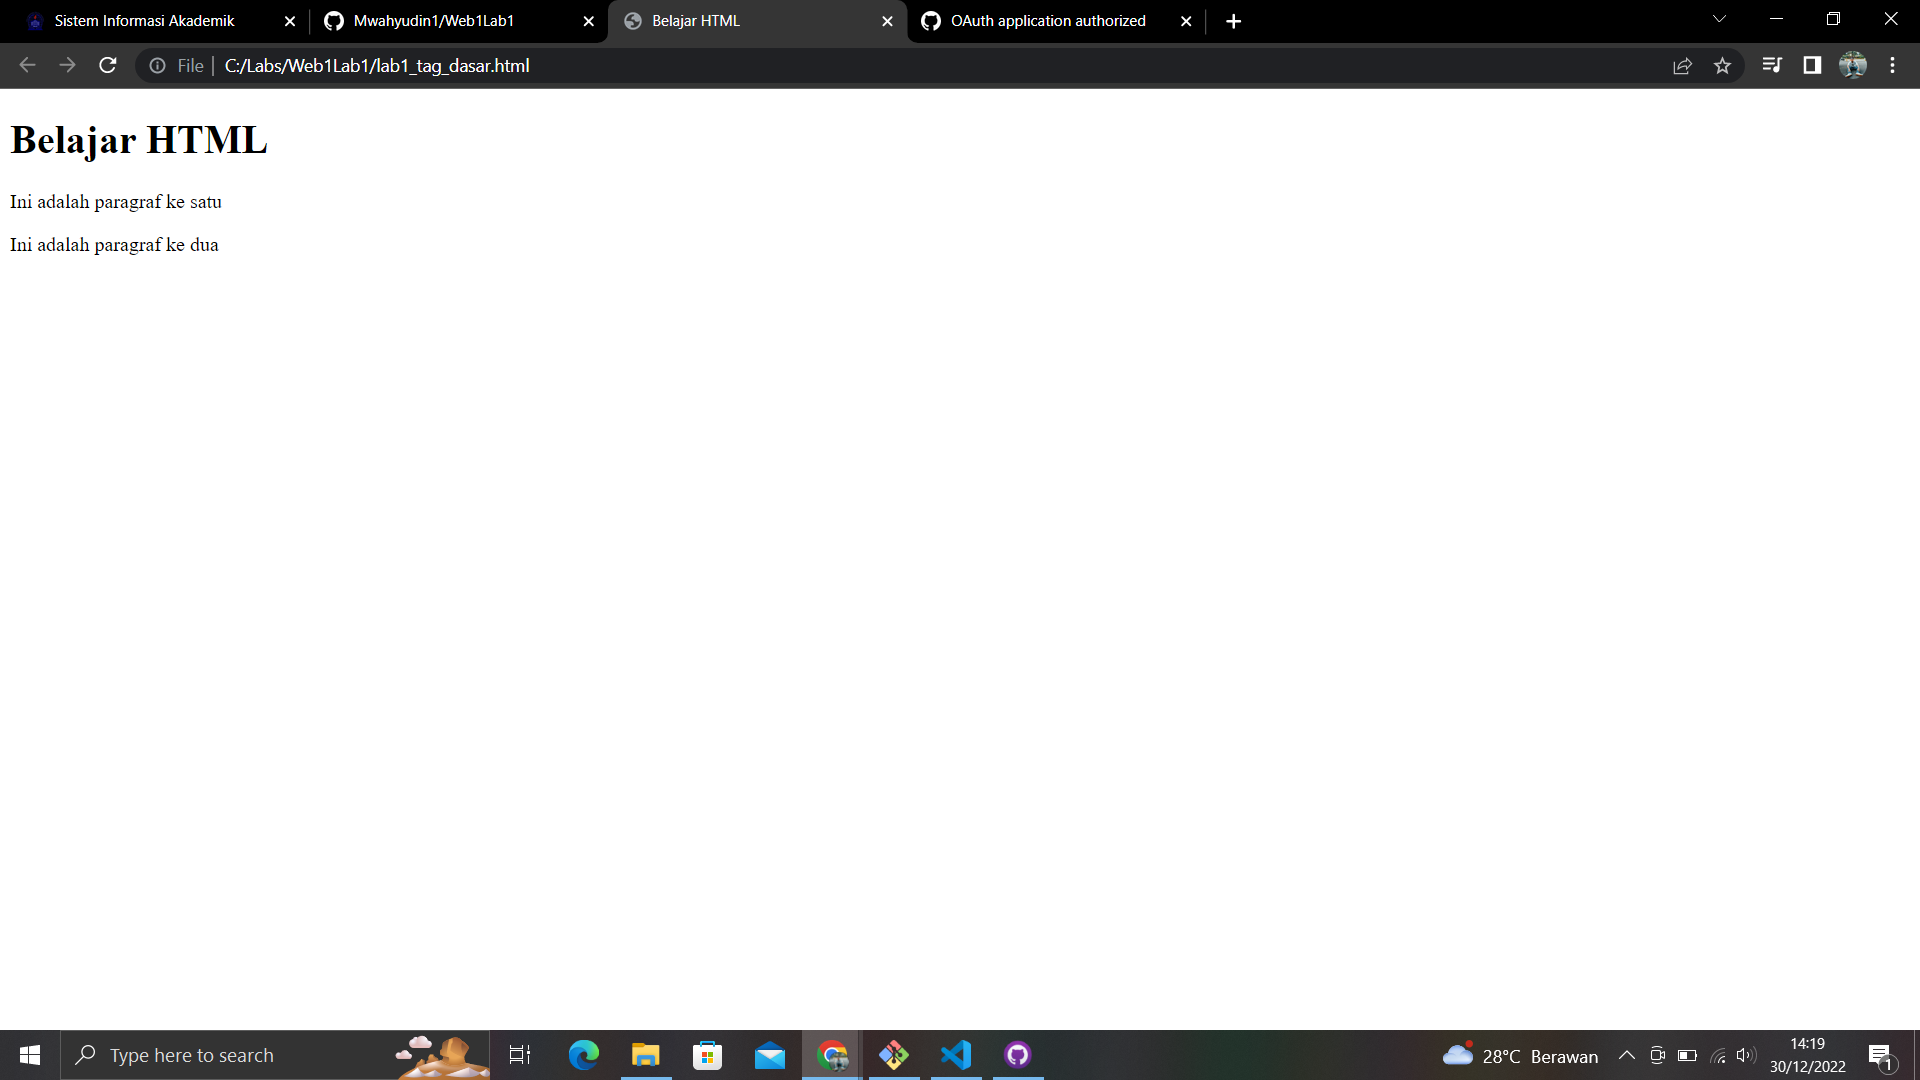 Sistem Informasi Akademik
Mwahyudin1/Web1Lab1
Belajar HTML
OAuth application authorized
File
C:/Labs/Web1Lab1/lab1_tag_dasar.html
Belajar HTML
Ini adalah paragraf ke satu
Ini adalah paragraf ke dua
Type here to search
28°C Berawan
14:19
30/12/2022
1